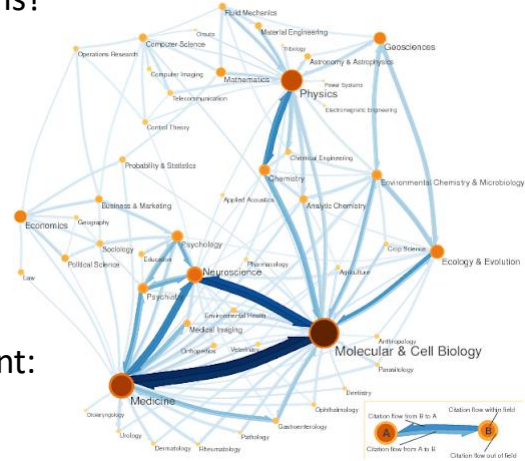 ns?
Fluid Mechanics
Circuits
Material Engineering
Computer Science
Geosciences
Tribology
Operations Research
Astronomy & Astrophysics
Computer Imaging
Mathematics
Power Systems
Physics
Telecommunication
Electromagnetic Engineering
Control Theory
Chemical Engineering
Probability & Statistics
Chemistry
Environmental Chemistry & Microbiology
Applied Acoustics
Analytic Chemistry
Business & Marketing
Economics
Geography
Psychology
Sociology
Crop Science
Education
Ecology & Evolution
Political Science
Pharmacology
Neuroscience
Agriculture
Law
Psychiatry
Environmental Health
Medical Imaging
Anthropology
Orthopedics
Veterinary
Molecular & Cell Biology
nt:
Parasitology
Medicine
Dentistry
Otolaryngology
Ophthalmology
Gastroenterology
Urology
Pathology
Dermatology
Rheumatology
Citation flow from B to A
Citation flow within field
A
B
Citation flow from A to B
Citation flow out of field